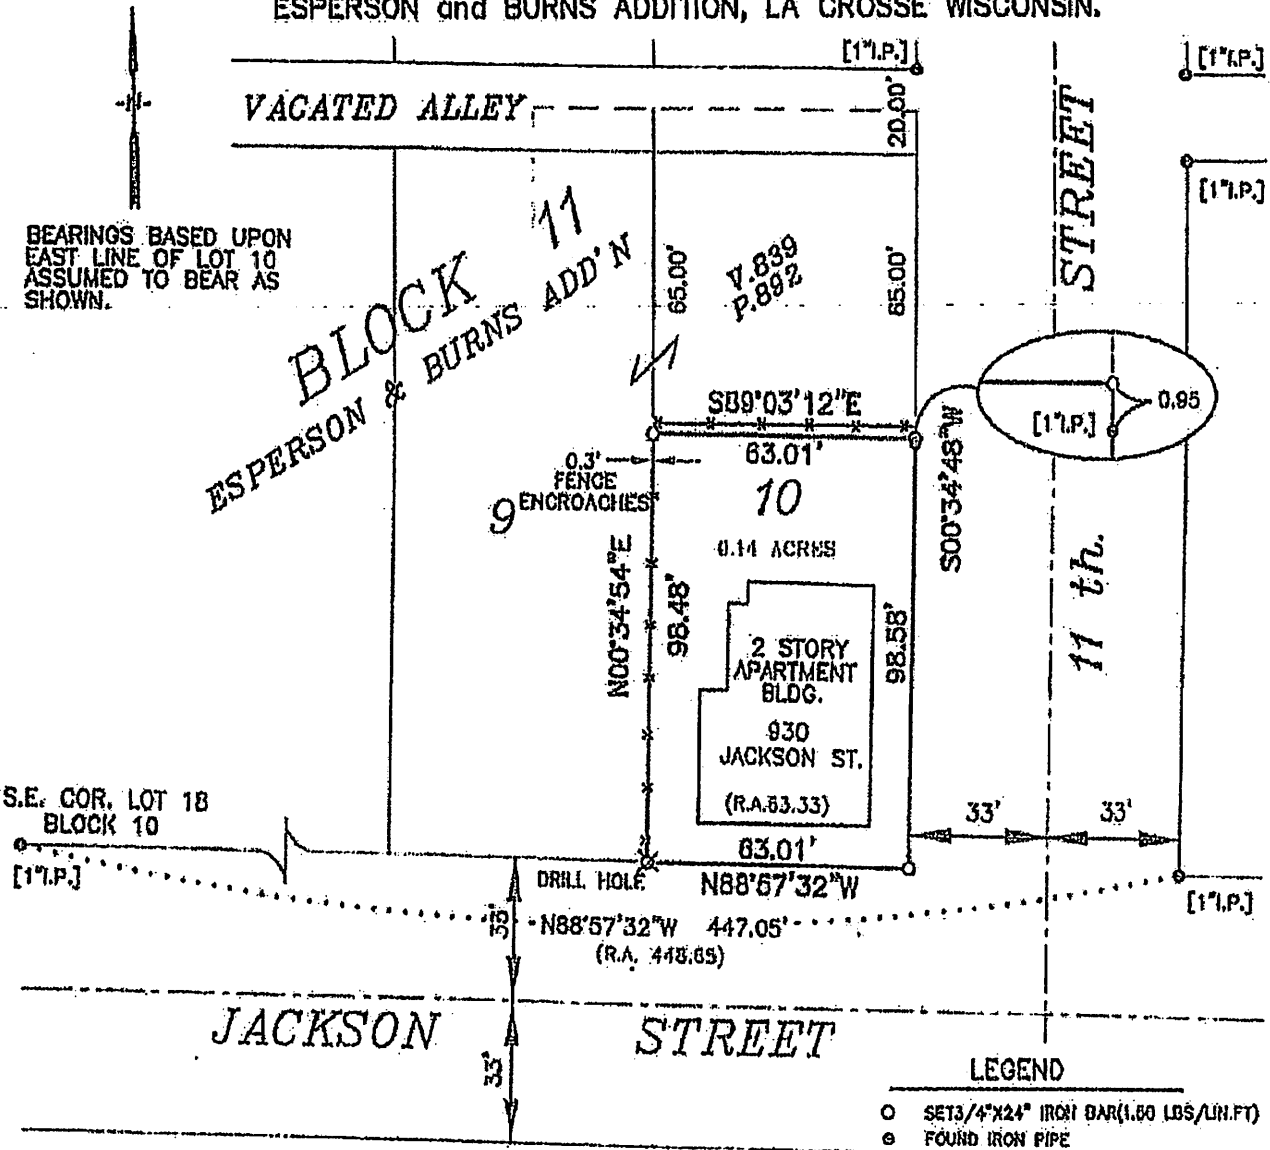 ESPERSON and BURNS ADDITION, LA CROSSE WISCONSIN.
[1"I.P.]
[1"I.P.]
VACATED ALLEY
20.00'
STREET
[1"I.P.]
BEARINGS BASED UPON
EAST LINE OF LOT 10
ASSUMED TO BEAR AS
SHOWN.
BLOCK 11
ESPERSON & BURNS ADD'N
65.00'
V.839
P.892
65.00'
S89°03'12"E
0.95
[1"I.P.]
63.01'
0.3'
FENCE
ENCROACHES
9
10
S00°34'48"W
0.14 ACRES
N00°34'54"E
98.48'
98.58'
11 th.
2 STORY
APARTMENT
BLDG.
930
JACKSON ST.
(R.A.63.33)
S.E. COR. LOT 18
BLOCK 10
[1"I.P.]
33'
33'
63.01'
DRILL HOLE
N88°57'32"W
[1"I.P.]
33'
N88°57'32"W 447.05'
(R.A. 448.65)
JACKSON STREET
33'
LEGEND
SET3/4"X24" IRON BAR(1.50 LBS/LIN.FT)
FOUND IRON PIPE